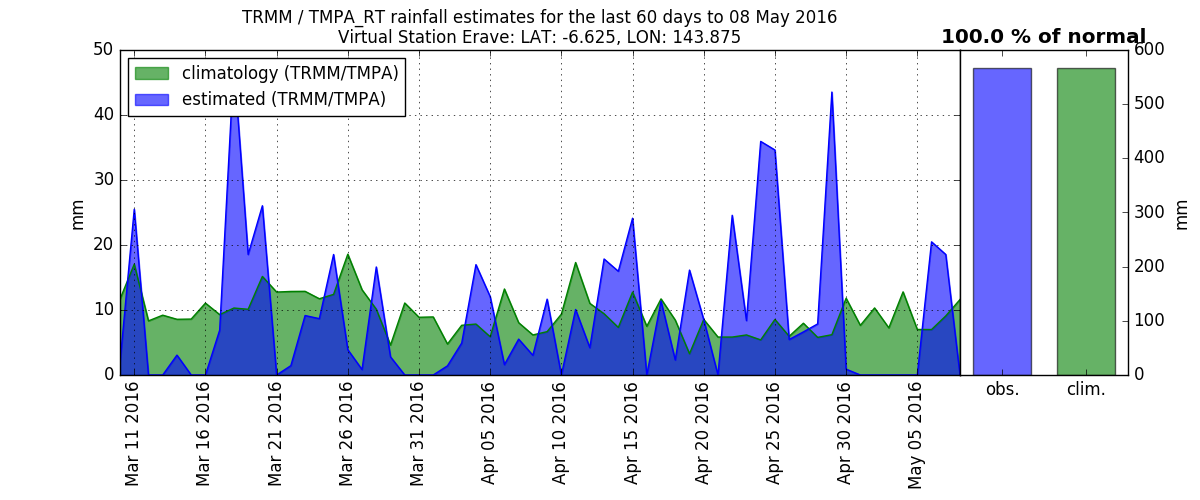 TRMM / TMPA_RT rainfall estimates for the last 60 days to 08 May 2016
Virtual Station Erave: LAT: -6.625, LON: 143.875
100.0 % of normal
climatology (TRMM/TMPA)
estimated (TRMM/TMPA)
50
40
30
20
10
0
mm
600
500
400
300
200
100
0
mm
Mar 11 2016
Mar 16 2016
Mar 21 2016
Mar 26 2016
Mar 31 2016
Apr 05 2016
Apr 10 2016
Apr 15 2016
Apr 20 2016
Apr 25 2016
Apr 30 2016
May 05 2016
obs.
clim.